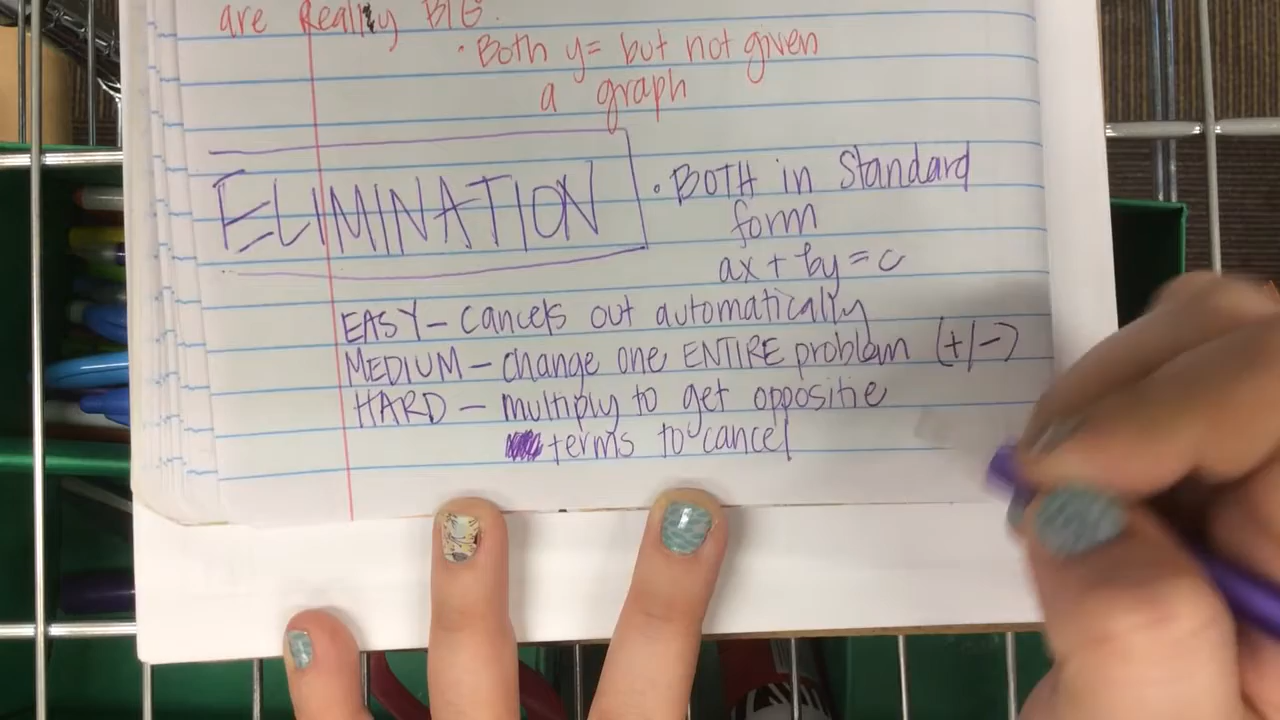 are Really BIG.
• Both y= but not given
a graph
ELIMINATION
• BOTH in Standard
form
ax + by = c
EASY – cancels out automatically
MEDIUM – change one ENTIRE problem (+/-)
HARD – multiply to get oppositie
terms to cancel